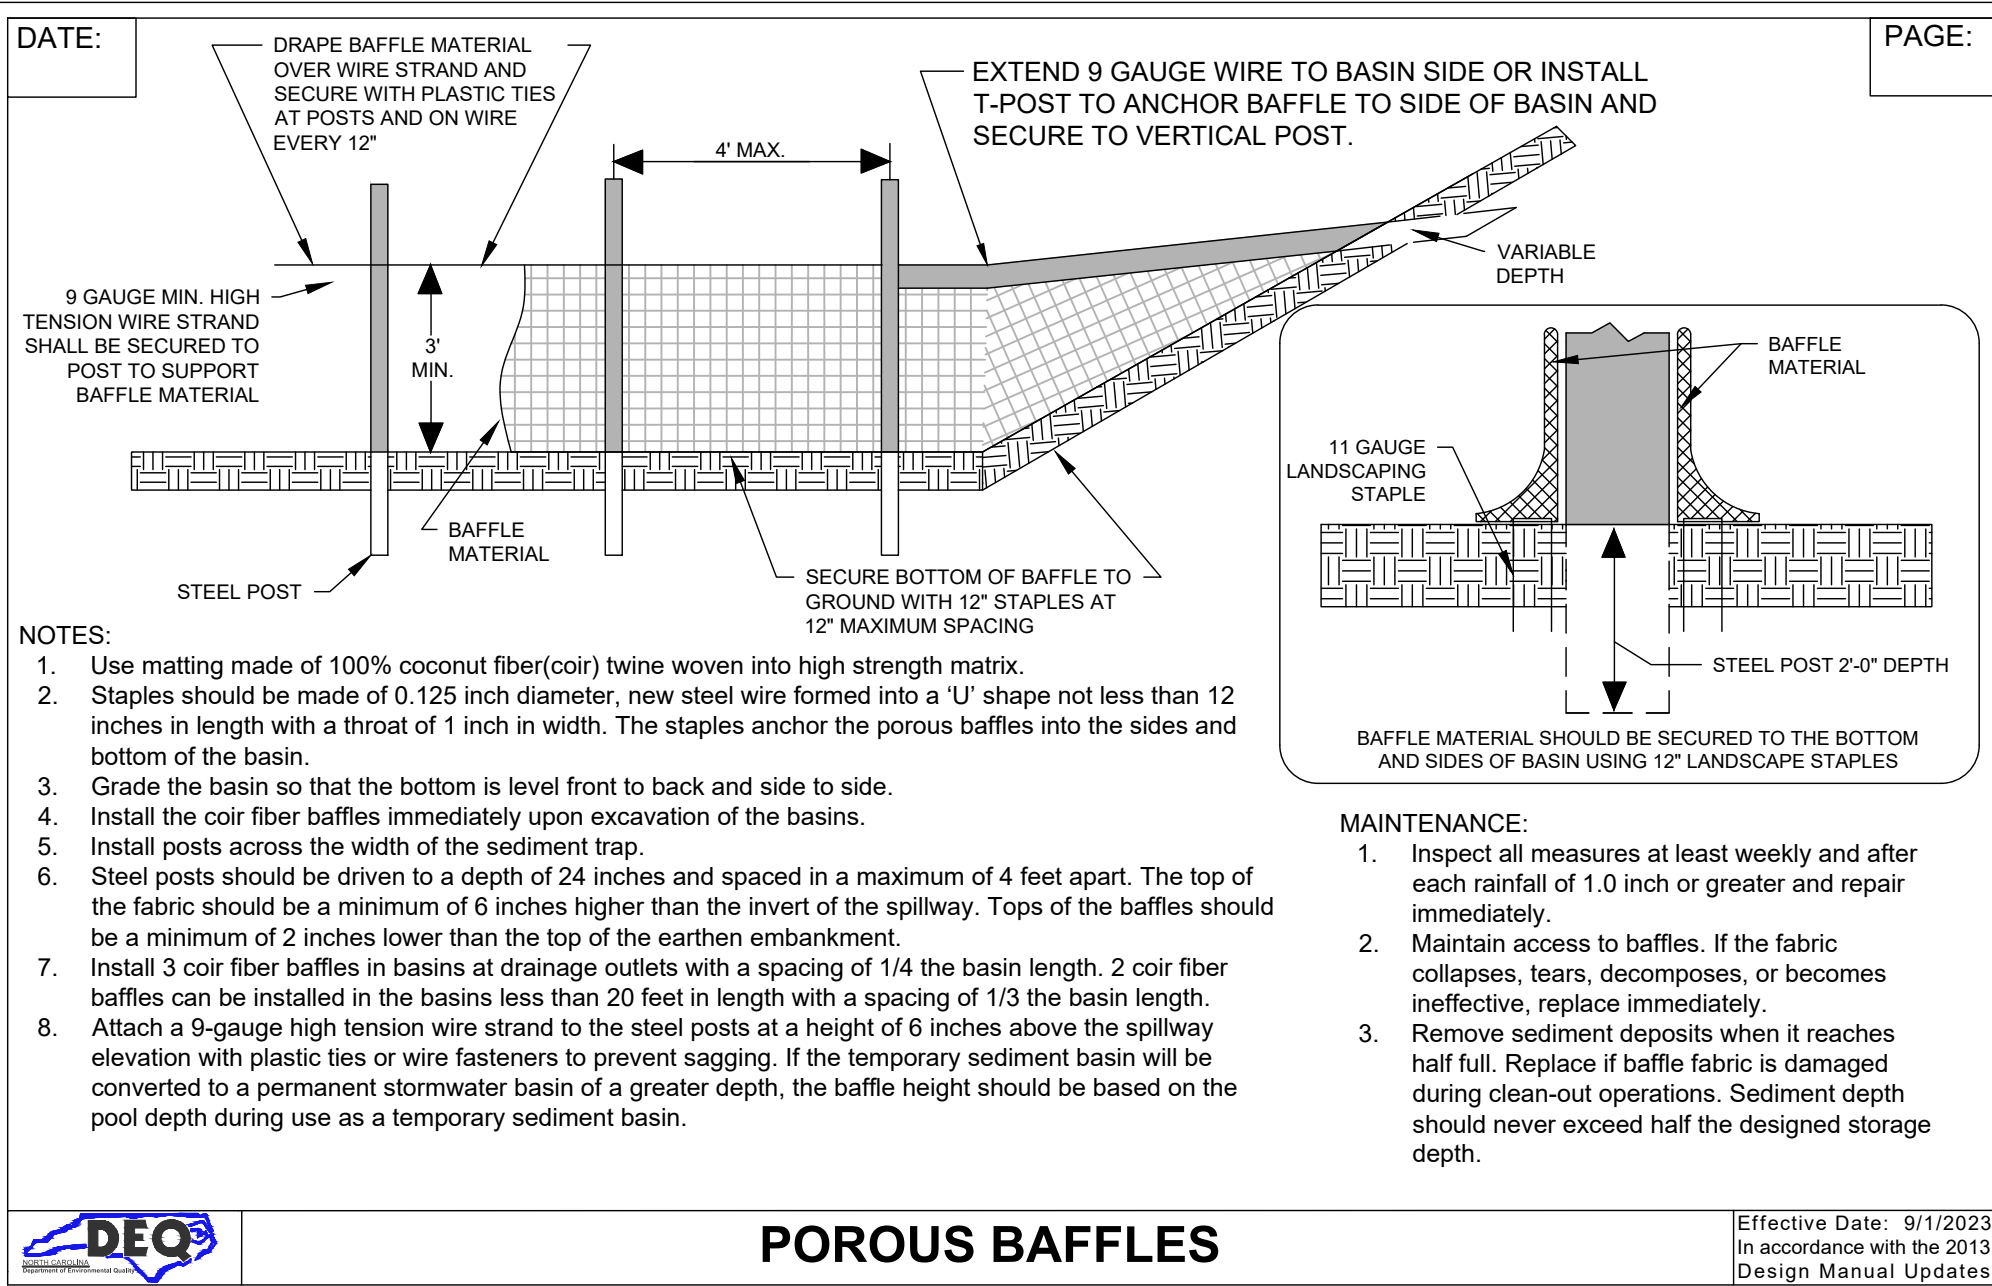 DATE:
PAGE:
DRAPE BAFFLE MATERIAL
OVER WIRE STRAND AND
SECURE WITH PLASTIC TIES
AT POSTS AND ON WIRE
EVERY 12"
EXTEND 9 GAUGE WIRE TO BASIN SIDE OR INSTALL
T-POST TO ANCHOR BAFFLE TO SIDE OF BASIN AND
SECURE TO VERTICAL POST.
4' MAX.
VARIABLE
DEPTH
9 GAUGE MIN. HIGH
TENSION WIRE STRAND
SHALL BE SECURED TO
POST TO SUPPORT
BAFFLE MATERIAL
3'
MIN.
BAFFLE
MATERIAL
STEEL POST
SECURE BOTTOM OF BAFFLE TO
GROUND WITH 12" STAPLES AT
12" MAXIMUM SPACING
BAFFLE
MATERIAL
11 GAUGE
LANDSCAPING
STAPLE
STEEL POST 2'-0" DEPTH
BAFFLE MATERIAL SHOULD BE SECURED TO THE BOTTOM
AND SIDES OF BASIN USING 12" LANDSCAPE STAPLES
NOTES:
1. Use matting made of 100% coconut fiber(coir) twine woven into high strength matrix.
2. Staples should be made of 0.125 inch diameter, new steel wire formed into a ‘U’ shape not less than 12
inches in length with a throat of 1 inch in width. The staples anchor the porous baffles into the sides and
bottom of the basin.
3. Grade the basin so that the bottom is level front to back and side to side.
4. Install the coir fiber baffles immediately upon excavation of the basins.
5. Install posts across the width of the sediment trap.
6. Steel posts should be driven to a depth of 24 inches and spaced in a maximum of 4 feet apart. The top of
the fabric should be a minimum of 6 inches higher than the invert of the spillway. Tops of the baffles should
be a minimum of 2 inches lower than the top of the earthen embankment.
7. Install 3 coir fiber baffles in basins at drainage outlets with a spacing of 1/4 the basin length. 2 coir fiber
baffles can be installed in the basins less than 20 feet in length with a spacing of 1/3 the basin length.
8. Attach a 9-gauge high tension wire strand to the steel posts at a height of 6 inches above the spillway
elevation with plastic ties or wire fasteners to prevent sagging. If the temporary sediment basin will be
converted to a permanent stormwater basin of a greater depth, the baffle height should be based on the
pool depth during use as a temporary sediment basin.
MAINTENANCE:
1. Inspect all measures at least weekly and after
each rainfall of 1.0 inch or greater and repair
immediately.
2. Maintain access to baffles. If the fabric
collapses, tears, decomposes, or becomes
ineffective, replace immediately.
3. Remove sediment deposits when it reaches
half full. Replace if baffle fabric is damaged
during clean-out operations. Sediment depth
should never exceed half the designed storage
depth.
DEQ
NORTH CAROLINA
Department of Environmental Quality
POROUS BAFFLES
Effective Date: 9/1/2023
In accordance with the 2013
Design Manual Updates